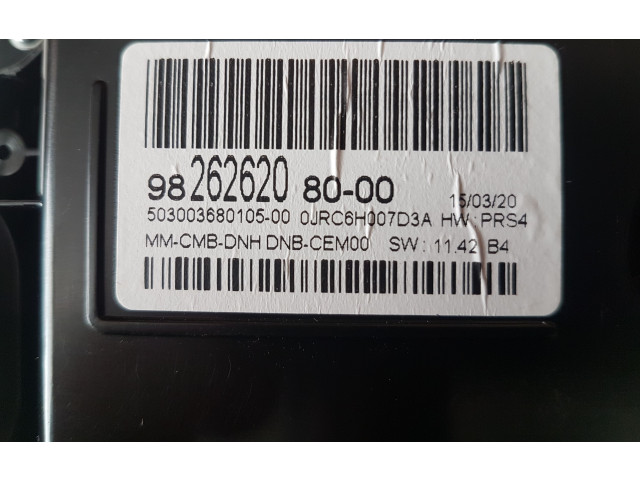 98 262620 80-00 15/03/20
503003680105-00 0JRC6H007D3A HW:PRS4
MM-CMB-DNH DNB-CEM00 SW: 11.42 B4